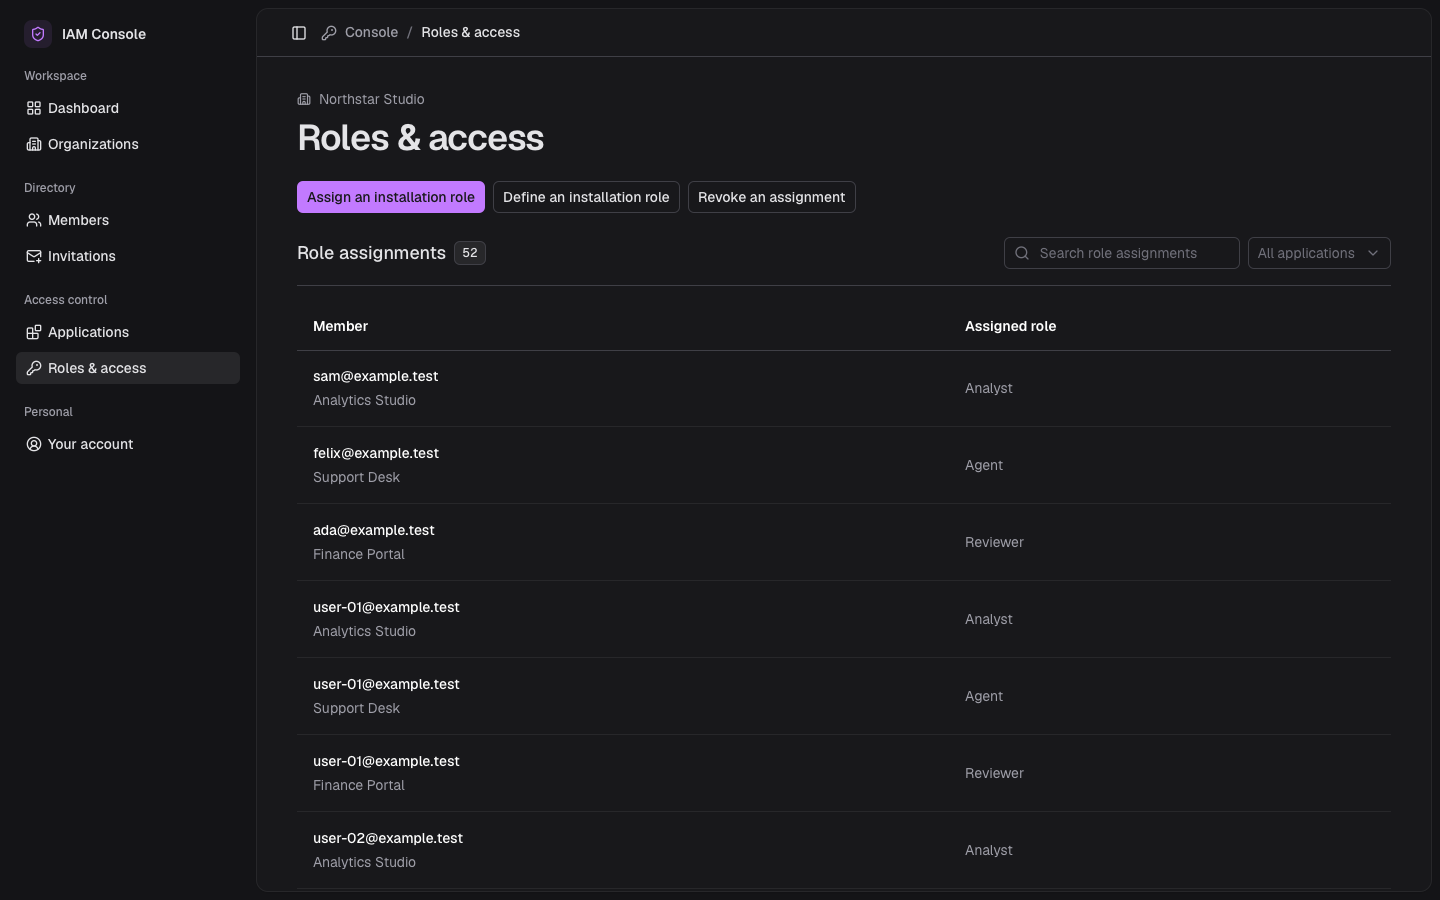 IAM Console
Workspace
Dashboard
Organizations
Directory
Members
Invitations
Access control
Applications
Roles & access
Personal
Your account
Console / Roles & access
Northstar Studio
Roles & access
Assign an installation role
Define an installation role
Revoke an assignment
Role assignments 52
Search role assignments
All applications
Member Assigned role
sam@example.test
Analytics Studio
Analyst
felix@example.test
Support Desk
Agent
ada@example.test
Finance Portal
Reviewer
user-01@example.test
Analytics Studio
Analyst
user-01@example.test
Support Desk
Agent
user-01@example.test
Finance Portal
Reviewer
user-02@example.test
Analytics Studio
Analyst